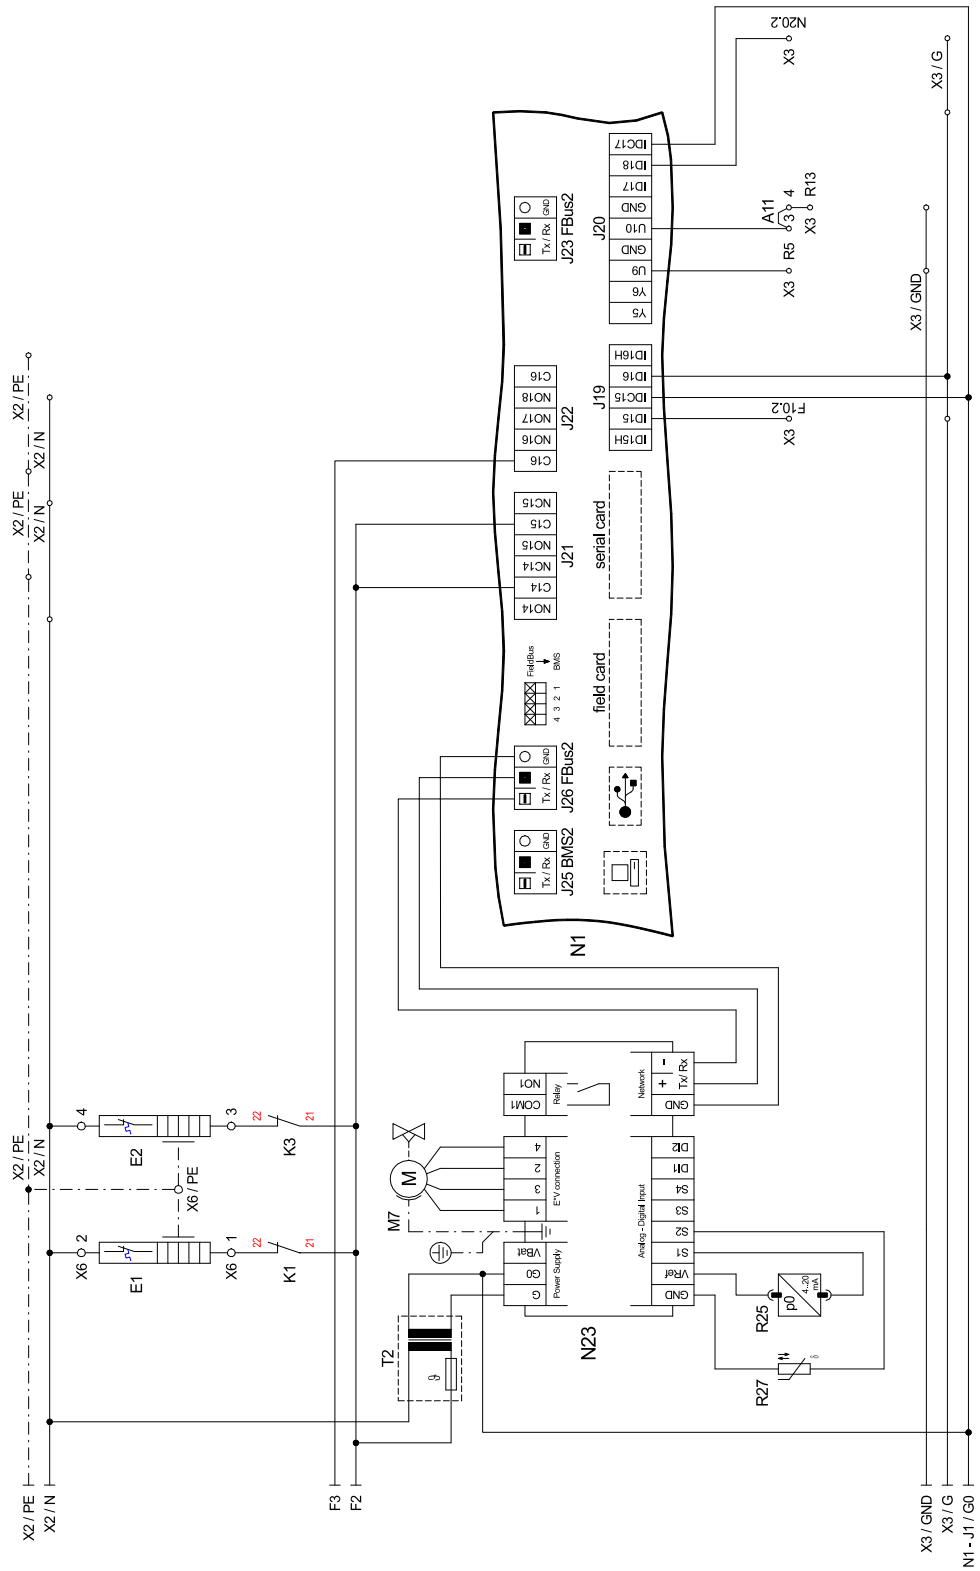 X2 / PE
X2 / N
F3
F2
X3 / GND
X3 / G
N1 - J1 / G0
X2 / PE
X2 / N
X2 / PE
X2 / N
X2 / PE
X2 / N
X6
2
E1
X6
1
22
21
K1
X6 / PE
4
E2
3
22
21
K3
T2
ϑ
N23
G
G0
VBat
Power Supply
1
3
2
4
E*V connection
M7
M
COM1
NO1
Relay
GND
VRef
S1
S2
S3
S4
DI1
DI2
Analog - Digital Input
GND
+
-
Tx/ Rx
Network
R25
p0
4..20
mA
R27
δ
N1
Tx / Rx
GND
J25 BMS2
Tx / Rx
GND
J26 FBus2
4 3 2 1
FieldBus
BMS
field card
serial card
NO14
C14
NC14
NO15
C15
NC15
J21
C16
NO16
NO17
NO18
C16
J22
Tx / Rx
GND
J23 FBus2
ID15H
ID15
IDC15
ID16
ID16H
J19
Y5
Y6
U9
GND
U10
GND
ID17
ID18
IDC17
J20
X3
F10.2
X3
R5
X3
3
4
A11
R13
X3
N20.2
X3 / GND
X3 / G